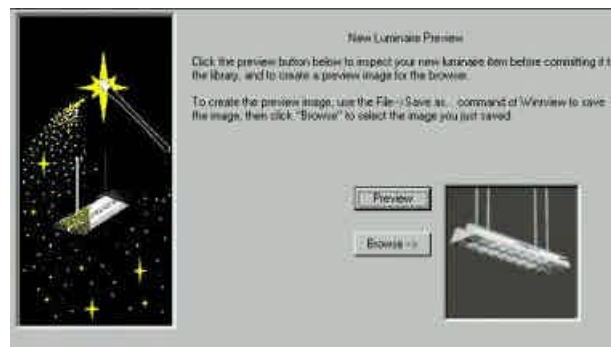 New Luminaire Preview
Click the preview button below to inspect your new luminaire item before committing it t
the library, and to create a preview image for the browser.
To create the preview image, use the File->Save as... command of Winrview to save
the image, then click "Browse" to select the image you just saved.
Preview
Browse ->